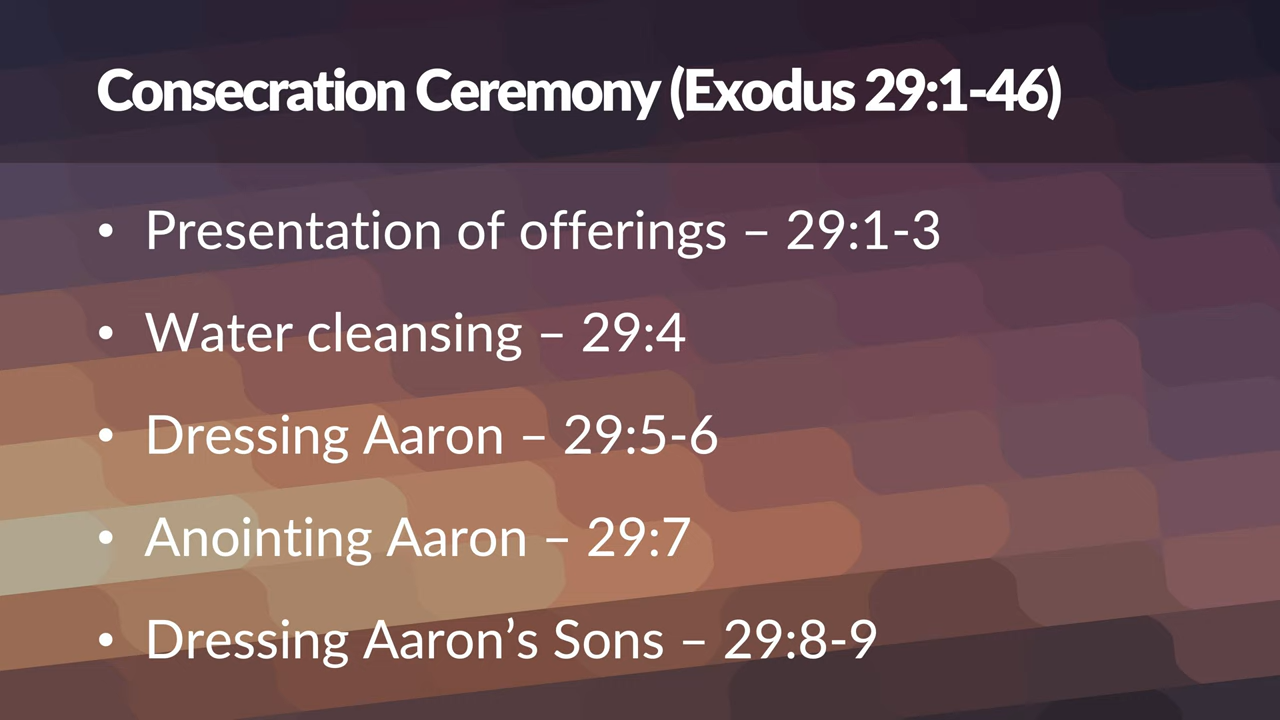 Consecration Ceremony (Exodus 29:1-46)
• Presentation of offerings – 29:1-3
• Water cleansing – 29:4
• Dressing Aaron – 29:5-6
• Anointing Aaron – 29:7
• Dressing Aaron’s Sons – 29:8-9